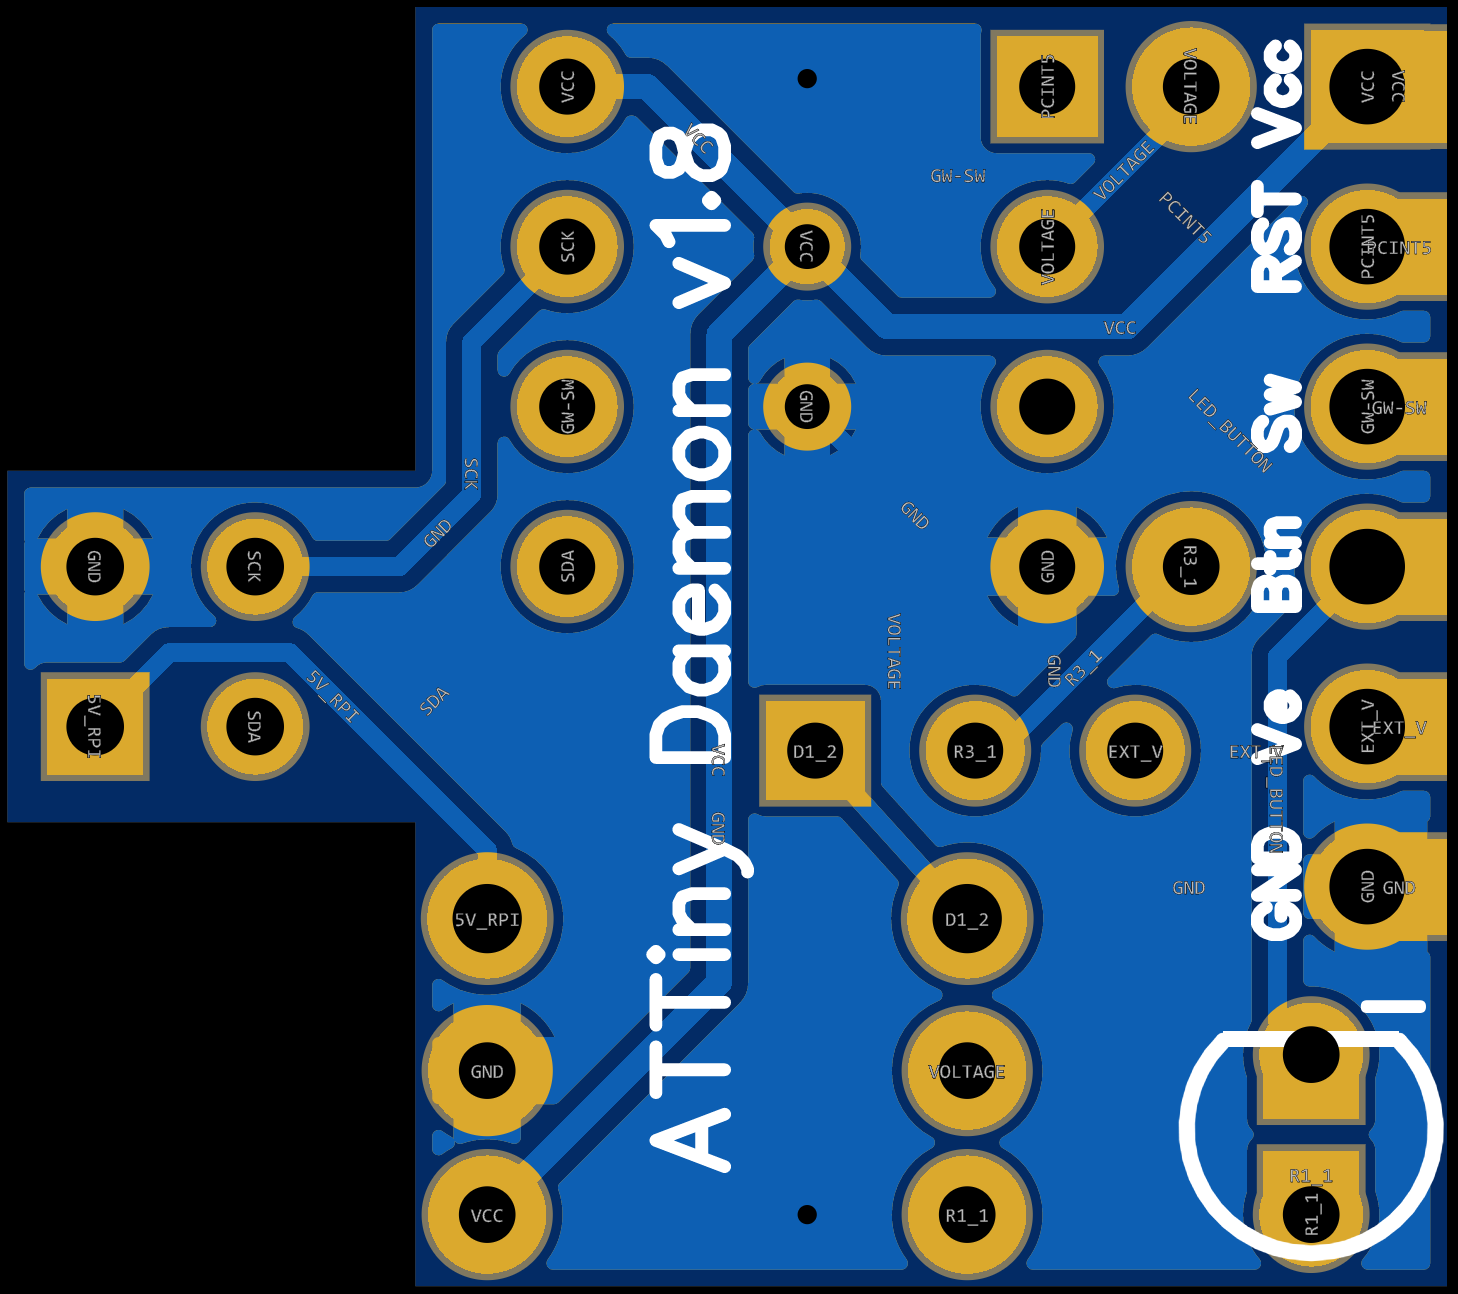 VCC
PCINT5
VOLTAGE
VCC
VCC
Vcc
VCC
GW-SW
VOLTAGE
PCINT5
SCK
VCC
VOLTAGE
RST
PCINT5
PCINT5
VCC
GW-SW
GND
Sw
GW-SW
GW-SW
LED_BUTTON
SCK
GND
GND
GND
SCK
SDA
GND
R3_1
Btn
VOLTAGE
GND
R3_1
5V_RPI
SDA
5V_RPI
SDA
VCC
D1_2
R3_1
EXT_V
EXT_V
Ve
EXT_V
EXT_V
LED_BUTTON
GND
ATTiny Daemon v1.8
GND
GND
GND
GND
5V_RPI
D1_2
GND
VOLTAGE
VCC
R1_1
R1_1
R1_1